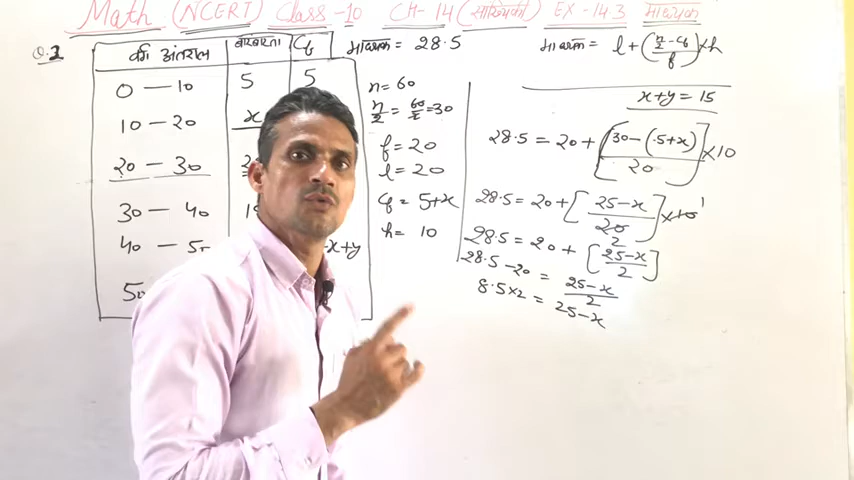 Math (NCERT) Class-10 CH-14 (सांख्यिकी) EX-14.3 माध्यक
Q.2
वर्ग अंतराल बारंबारता Cf
0 — 10 5 5
10 — 20 x
20 — 30
30 — 40
40 — 50
माध्यक = 28.5
n = 60
n/2 = 60/2 = 30
f = 20
l = 20
cf = 5+x
h = 10
माध्यक = l + ((n/2 - cf)/f) × h
x+y = 15
28.5 = 20 + [(30 - (5+x))/20] × 10
28.5 = 20 + [(25-x)/20] × 10
28.5 = 20 + [(25-x)/2]
28.5 - 20 = (25-x)/2
8.5×2 = 25-x